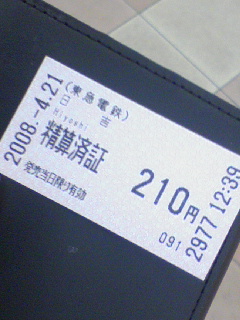 2008.-4.21
(東急電鉄)
日吉
Hiyoshi
精算済証
210円
発売当日限り有効
091
2977 12:39